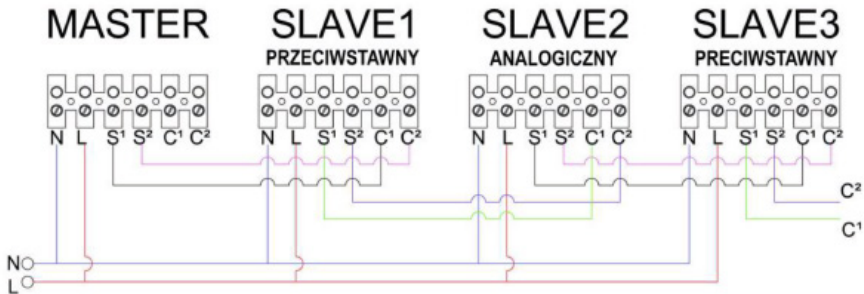 MASTER SLAVE1 SLAVE2 SLAVE3
PRZECIWSTAWNY ANALOGICZNY PRECIWSTAWNY
N L S¹ S² C¹ C² N L S¹ S² C¹ C² N L S¹ S² C¹ C² N L S¹ S² C¹ C²
C²
C¹
N
L